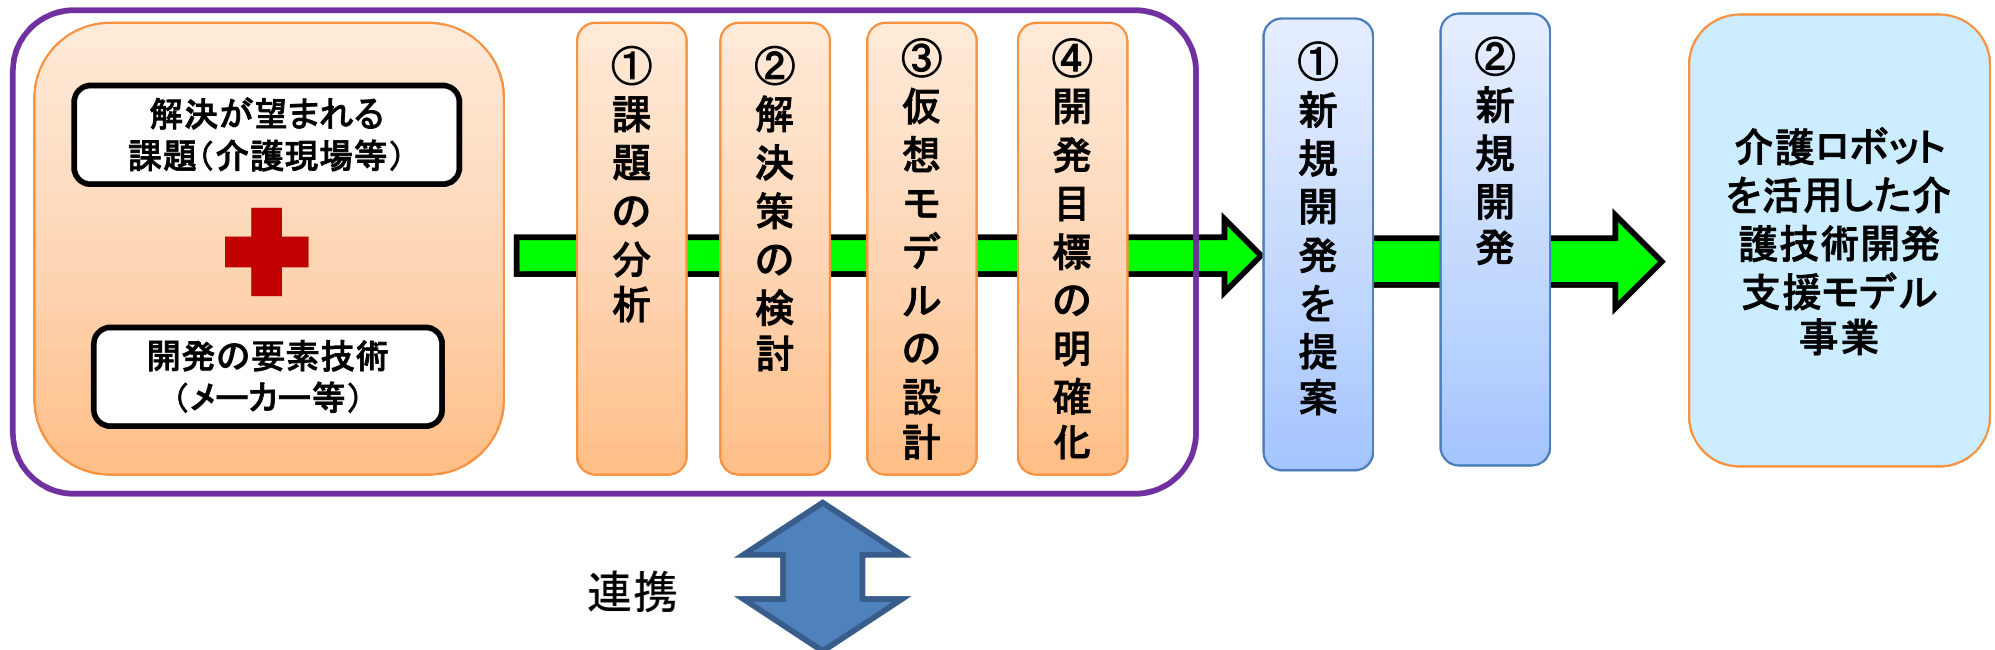 解決が望まれる
課題(介護現場等)
開発の要素技術
(メーカー等)
①課題の分析
②解決策の検討
③仮想モデルの設計
④開発目標の明確化
①新規開発を提案
②新規開発
介護ロボット
を活用した介
護技術開発
支援モデル
事業
連携